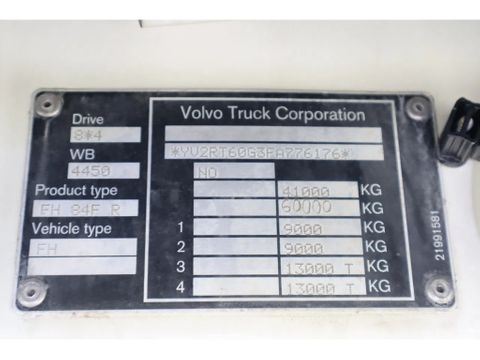 Volvo Truck Corporation
Drive
8*4
WB
4450
Product type
FH 84F R
Vehicle type
FH
*YV2RT60G3FA776176*
NO
41000 KG
60000 KG
1 9000 KG
2 9000 KG
3 13000 T KG
4 13000 T KG
21991581